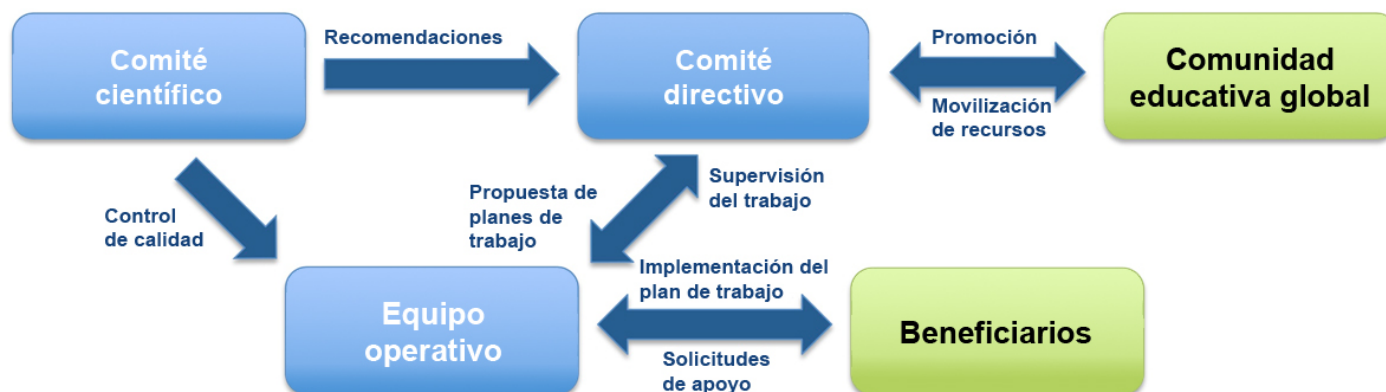 Comité
científico
Recomendaciones
Comité
directivo
Promoción
Movilización
de recursos
Comunidad
educativa global
Control
de calidad
Propuesta de
planes de
trabajo
Supervisión
del trabajo
Equipo
operativo
Implementación del
plan de trabajo
Solicitudes
de apoyo
Beneficiarios